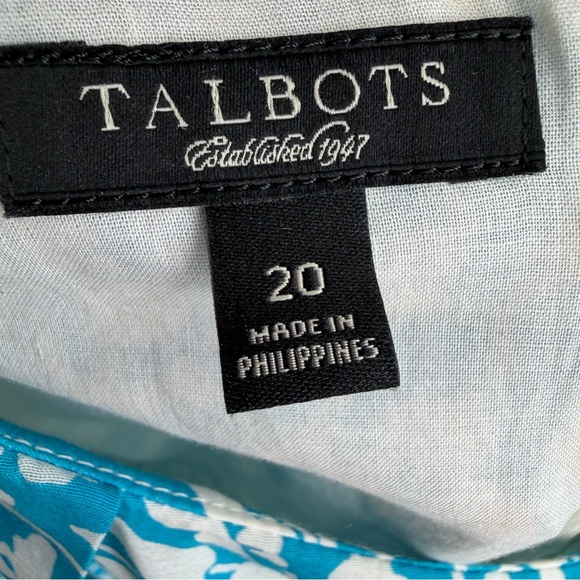 TALBOTS
Established 1947
20
MADE IN
PHILIPPINES